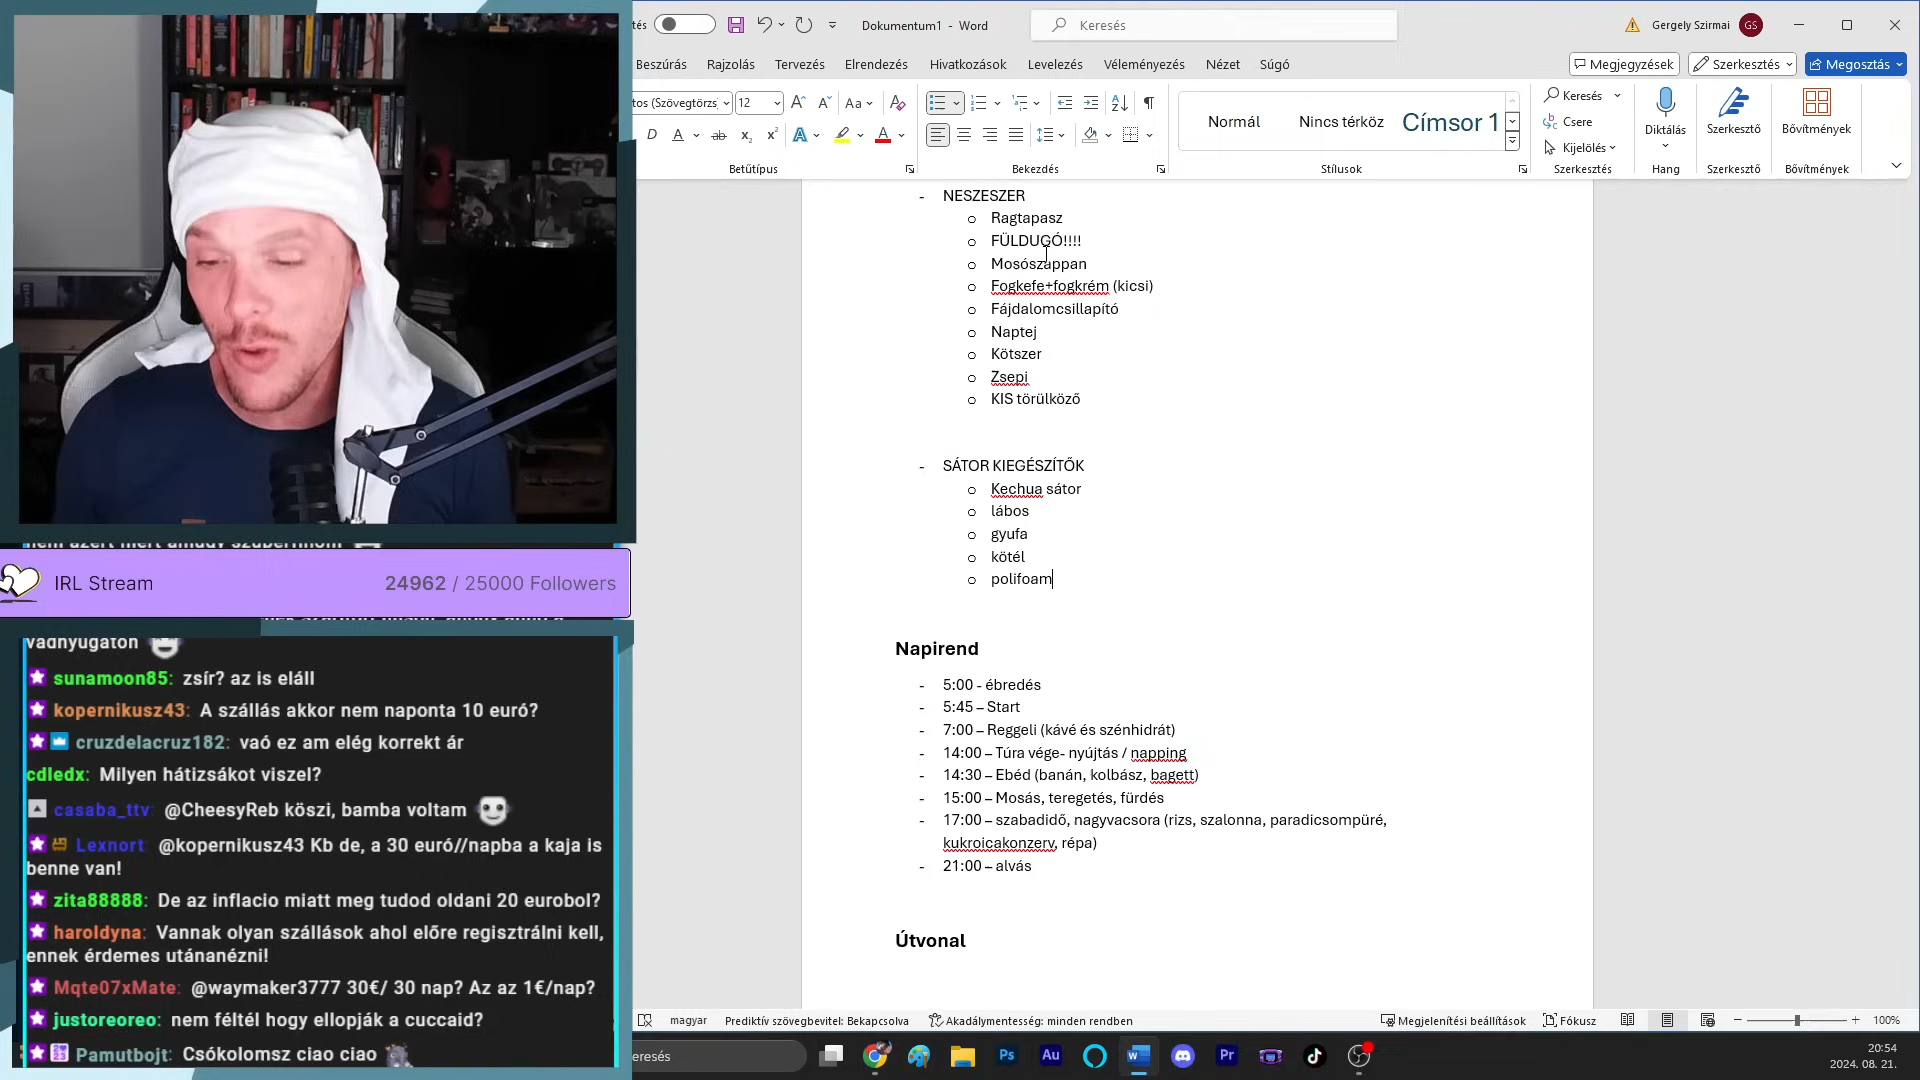 tés
Dokumentum1 - Word
Keresés
Gergely Szirmai
GS
Beszúrás
Rajzolás
Tervezés
Elrendezés
Hivatkozások
Levelezés
Véleményezés
Nézet
Súgó
Megjegyzések
Szerkesztés
Megosztás
tos (Szövegtörzs)
12
Normál
Nincs térköz
Címsor 1
Keresés
Csere
Kijelölés
Diktálás
Szerkesztő
Bővítmények
Betűtípus
Bekezdés
Stílusok
Szerkesztés
Hang
Szerkesztő
Bővítmények
- NESZESZER
o Ragtapasz
o FÜLDUGÓ!!!!
o Mosószappan
o Fogkefe+fogkrém (kicsi)
o Fájdalomcsillapító
o Naptej
o Kötszer
o Zsepi
o KIS törülköző
- SÁTOR KIEGÉSZÍTŐK
o Kechua sátor
o lábos
o gyufa
o kötél
o polifoam
Napirend
- 5:00 - ébredés
- 5:45 – Start
- 7:00 – Reggeli (kávé és szénhidrát)
- 14:00 – Túra vége- nyújtás / napping
- 14:30 – Ebéd (banán, kolbász, bagett)
- 15:00 – Mosás, teregetés, fürdés
- 17:00 – szabadidő, nagyvacsora (rizs, szalonna, paradicsompüré,
kukroicakonzerv, répa)
- 21:00 – alvás
Útvonal
IRL Stream
24962 / 25000 Followers
vadnyugaton
sunamoon85: zsír? az is eláll
kopernikusz43: A szállás akkor nem naponta 10 euró?
cruzdelacruz182: vaó ez am elég korrekt ár
cdledx: Milyen hátizsákot viszel?
casaba_ttv: @CheesyReb köszi, bamba voltam
Lexnort: @kopernikusz43 Kb de, a 30 euró//napba a kaja is
benne van!
zita88888: De az inflacio miatt meg tudod oldani 20 eurobol?
haroldyna: Vannak olyan szállások ahol előre regisztrálni kell,
ennek érdemes utánanézni!
Mqte07xMate: @waymaker3777 30€/ 30 nap? Az az 1€/nap?
justoreoreo: nem féltél hogy ellopják a cuccaid?
Pamutbojt: Csókolomsz ciao ciao
magyar
Prediktív szövegbevitel: Bekapcsolva
Akadálymentesség: minden rendben
Megjelenítési beállítások
Fókusz
100%
eresés
Ps
Au
Pr
20:54
2024. 08. 21.